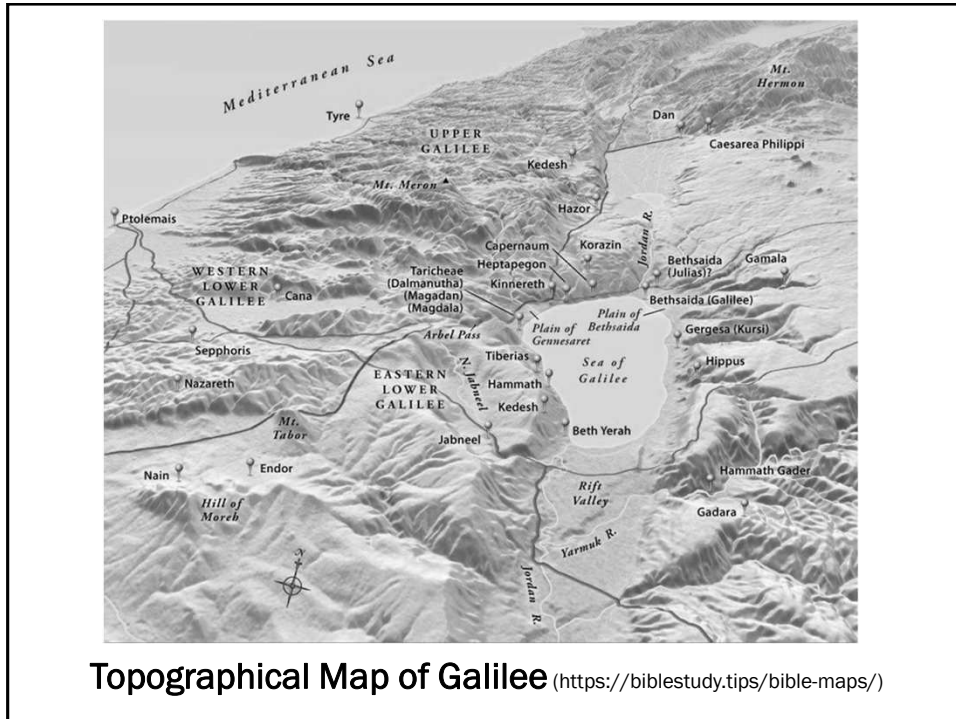 Mediterranean Sea
Tyre
UPPER
GALILEE
Mt. Meron
Kedesh
Dan
Mt.
Hermon
Caesarea Philippi
Hazor
Jordan R.
Ptolemais
WESTERN
LOWER
GALILEE
Cana
Sepphoris
Nazareth
Capernaum
Korazin
Heptapegon
Kinnereth
Taricheae
(Dalmanutha)
(Magadan)
(Magdala)
Bethsaida
(Julias)?
Gamala
Bethsaida (Galilee)
Arbel Pass
Plain of
Gennesaret
Plain of
Bethsaida
Gergesa (Kursi)
Tiberias
Sea of
Galilee
Hippus
EASTERN
LOWER
GALILEE
N. Jabneel
Hammath
Kedesh
Mt.
Tabor
Jabneel
Beth Yerah
Nain
Endor
Hill of
Moreh
Rift
Valley
Hammath Gader
Gadara
Yarmuk R.
Jordan R.
N
Topographical Map of Galilee (https://biblestudy.tips/bible-maps/)